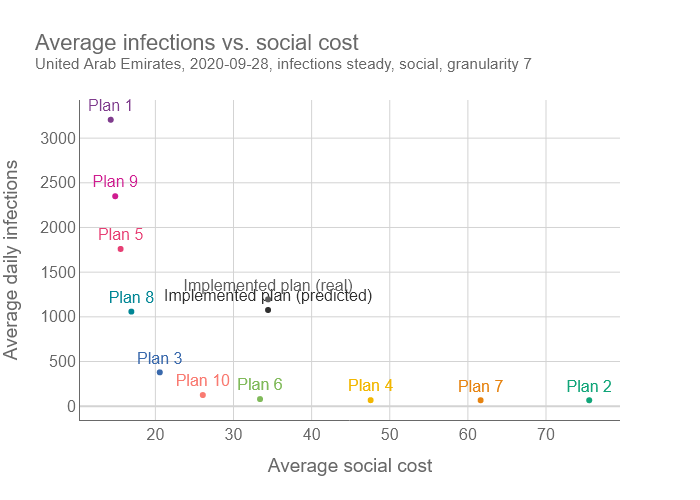 Average infections vs. social cost
United Arab Emirates, 2020-09-28, infections steady, social, granularity 7
Average daily infections
3000
2500
2000
1500
1000
500
0
Plan 1
Plan 9
Plan 5
Plan 8
Implemented plan (real)
Implemented plan (predicted)
Plan 3
Plan 10
Plan 6
Plan 4
Plan 7
Plan 2
20 30 40 50 60 70
Average social cost